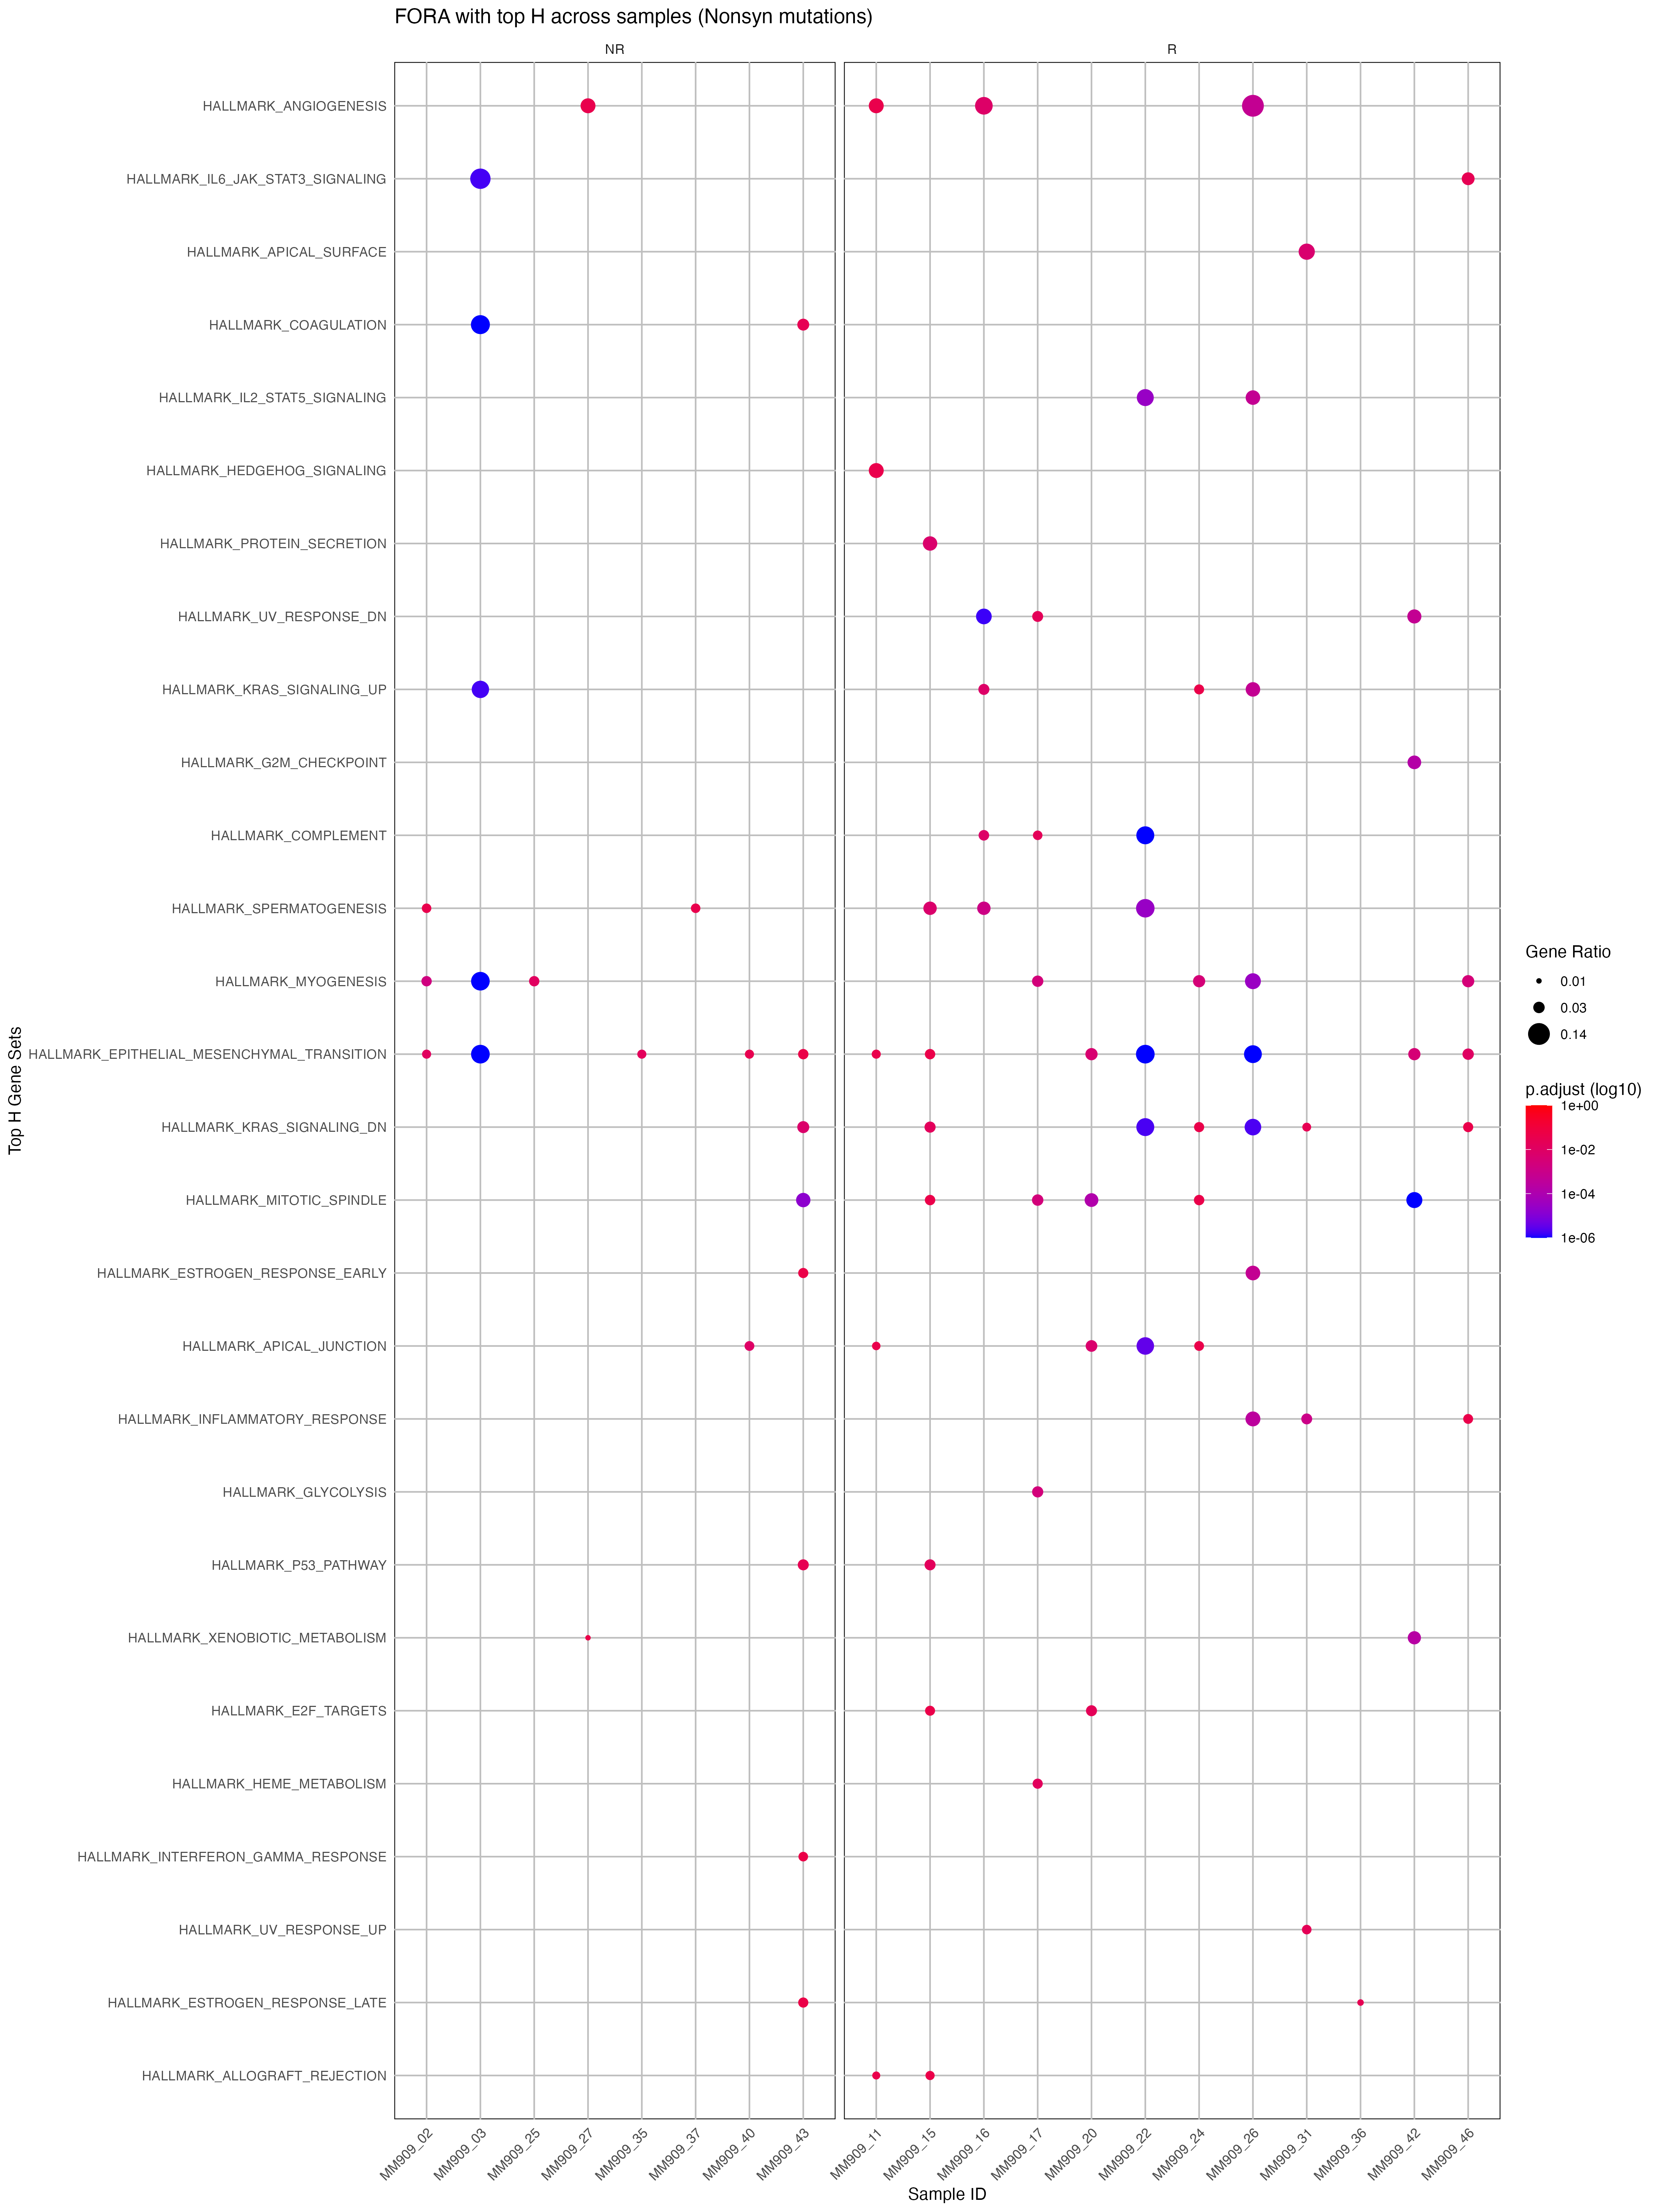 FORA with top H across samples (Nonsyn mutations)
NR
R
HALLMARK_ANGIOGENESIS
HALLMARK_IL6_JAK_STAT3_SIGNALING
HALLMARK_APICAL_SURFACE
HALLMARK_COAGULATION
HALLMARK_IL2_STAT5_SIGNALING
HALLMARK_HEDGEHOG_SIGNALING
HALLMARK_PROTEIN_SECRETION
HALLMARK_UV_RESPONSE_DN
HALLMARK_KRAS_SIGNALING_UP
HALLMARK_G2M_CHECKPOINT
HALLMARK_COMPLEMENT
HALLMARK_SPERMATOGENESIS
HALLMARK_MYOGENESIS
HALLMARK_EPITHELIAL_MESENCHYMAL_TRANSITION
HALLMARK_KRAS_SIGNALING_DN
HALLMARK_MITOTIC_SPINDLE
HALLMARK_ESTROGEN_RESPONSE_EARLY
HALLMARK_APICAL_JUNCTION
HALLMARK_INFLAMMATORY_RESPONSE
HALLMARK_GLYCOLYSIS
HALLMARK_P53_PATHWAY
HALLMARK_XENOBIOTIC_METABOLISM
HALLMARK_E2F_TARGETS
HALLMARK_HEME_METABOLISM
HALLMARK_INTERFERON_GAMMA_RESPONSE
HALLMARK_UV_RESPONSE_UP
HALLMARK_ESTROGEN_RESPONSE_LATE
HALLMARK_ALLOGRAFT_REJECTION
Top H Gene Sets
MM909_02
MM909_03
MM909_25
MM909_27
MM909_35
MM909_37
MM909_40
MM909_43
MM909_11
MM909_15
MM909_16
MM909_17
MM909_20
MM909_22
MM909_24
MM909_26
MM909_31
MM909_36
MM909_42
MM909_46
Sample ID
Gene Ratio
0.01
0.03
0.14
p.adjust (log10)
1e+00
1e-02
1e-04
1e-06